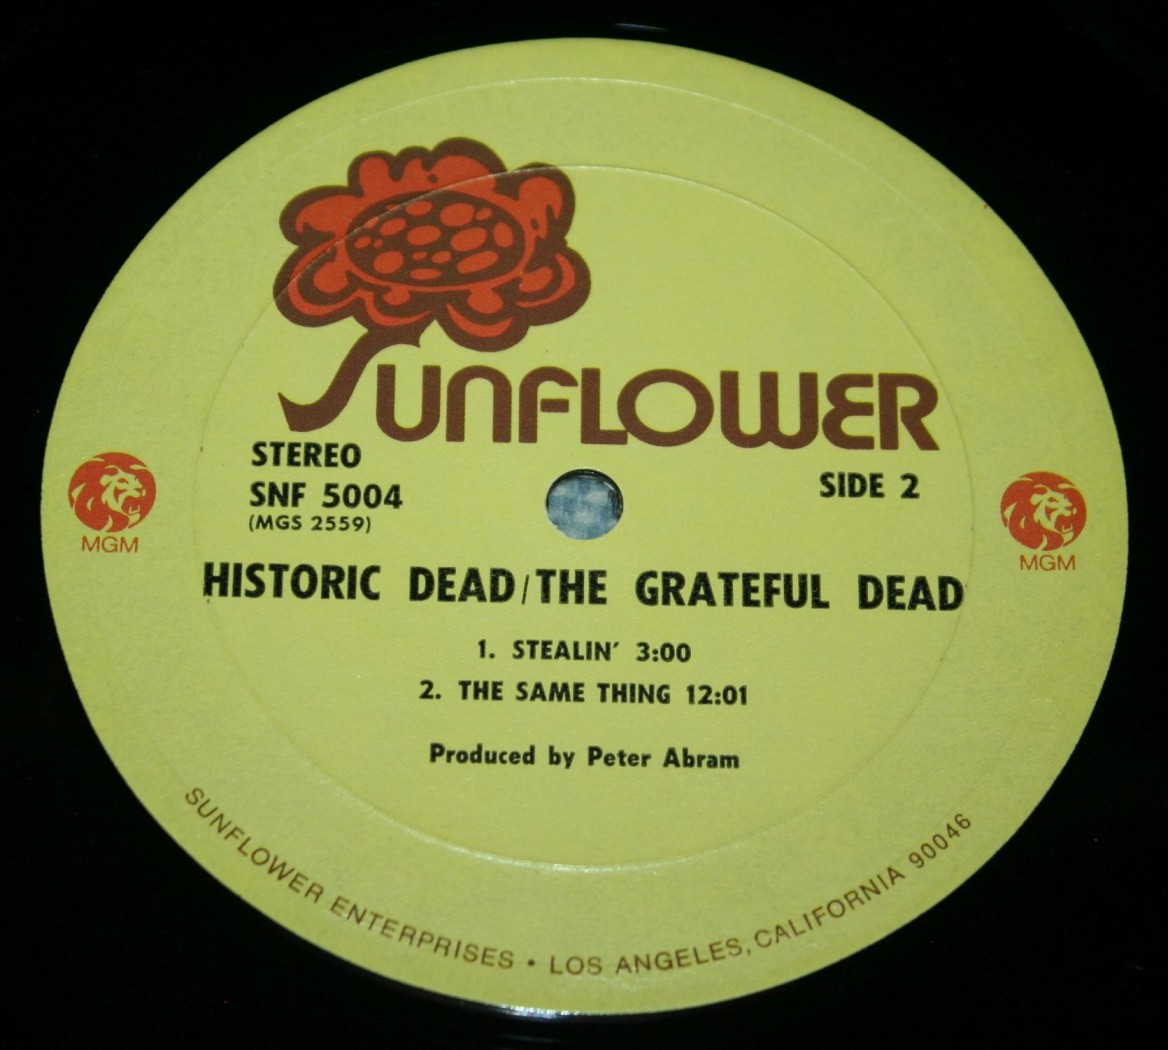 SUNFLOWER
STEREO
SNF 5004
(MGS 2559)
SIDE 2
MGM
MGM
HISTORIC DEAD/THE GRATEFUL DEAD
1. STEALIN' 3:00
2. THE SAME THING 12:01
Produced by Peter Abram
SUNFLOWER ENTERPRISES • LOS ANGELES, CALIFORNIA 90046